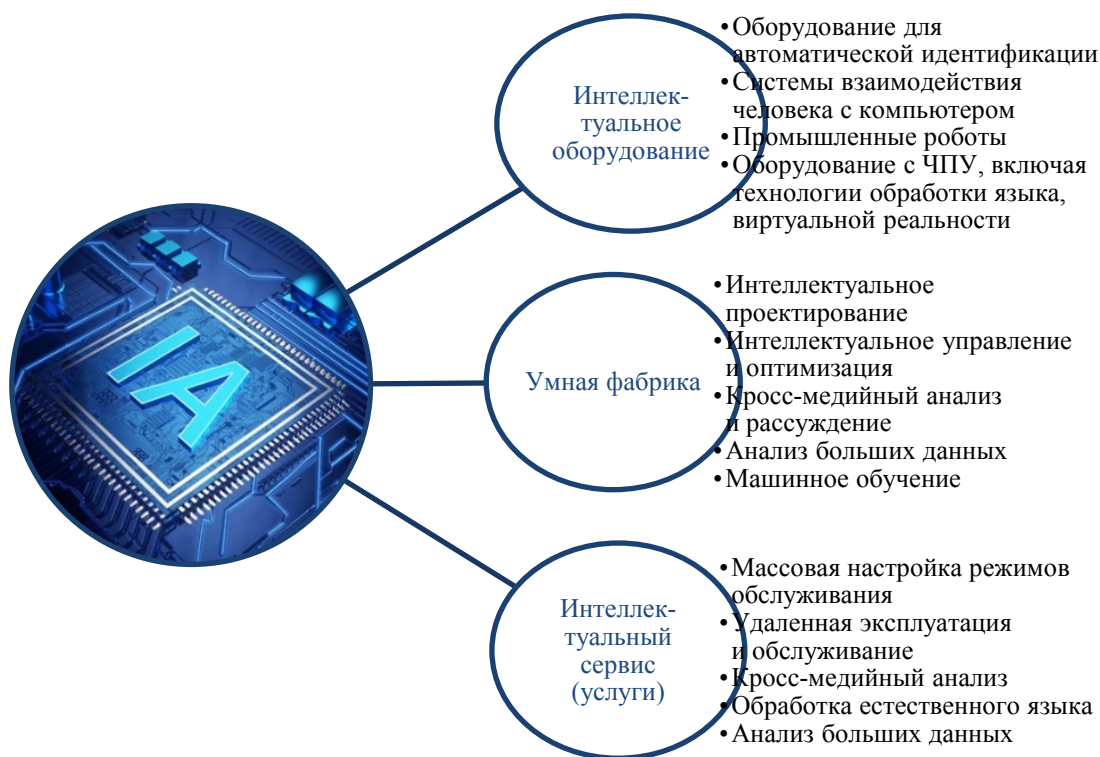 IA
Интеллек-
туальное
оборудование
•Оборудование для
автоматической идентификации
•Системы взаимодействия
человека с компьютером
•Промышленные роботы
•Оборудование с ЧПУ, включая
технологии обработки языка,
виртуальной реальности
Умная фабрика
•Интеллектуальное
проектирование
•Интеллектуальное управление
и оптимизация
•Кросс-медийный анализ
и рассуждение
•Анализ больших данных
•Машинное обучение
Интеллек-
туальный
сервис
(услуги)
•Массовая настройка режимов
обслуживания
•Удаленная эксплуатация
и обслуживание
•Кросс-медийный анализ
•Обработка естественного языка
•Анализ больших данных